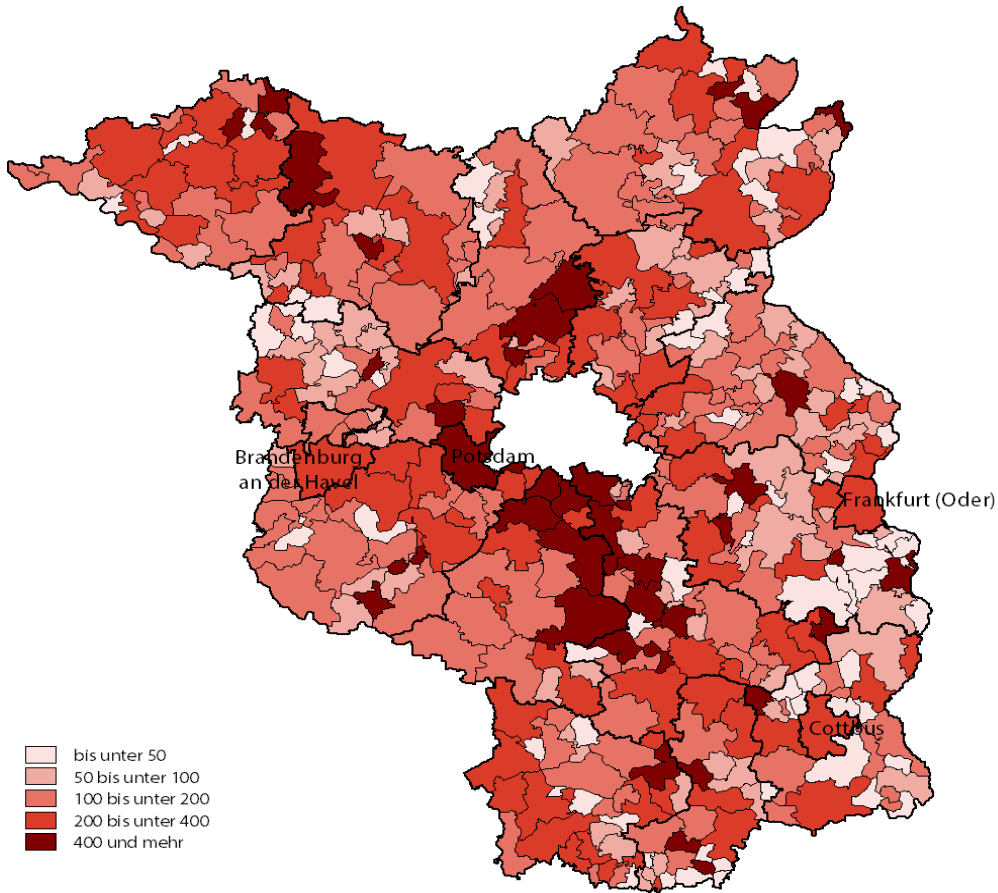 Brandenburg
an der Havel
Potsdam
Frankfurt (Oder)
Cottbus
bis unter 50
50 bis unter 100
100 bis unter 200
200 bis unter 400
400 und mehr